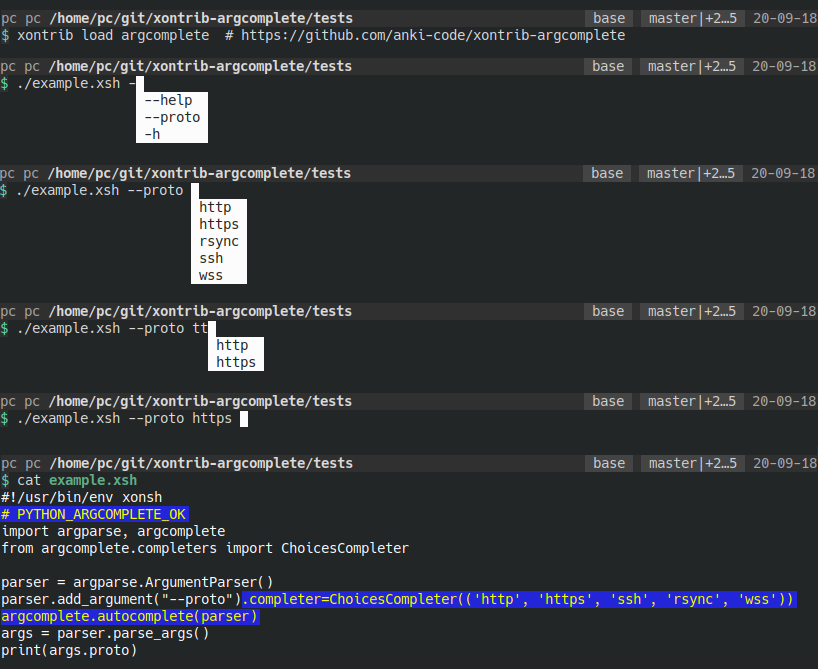 pc pc /home/pc/git/xontrib-argcomplete/tests base master|+2…5 20-09-18
$ xontrib load argcomplete # https://github.com/anki-code/xontrib-argcomplete
pc pc /home/pc/git/xontrib-argcomplete/tests base master|+2…5 20-09-18
$ ./example.xsh -
--help
--proto
-h
pc pc /home/pc/git/xontrib-argcomplete/tests base master|+2…5 20-09-18
$ ./example.xsh --proto
http
https
rsync
ssh
wss
pc pc /home/pc/git/xontrib-argcomplete/tests base master|+2…5 20-09-18
$ ./example.xsh --proto tt
http
https
pc pc /home/pc/git/xontrib-argcomplete/tests base master|+2…5 20-09-18
$ ./example.xsh --proto https
pc pc /home/pc/git/xontrib-argcomplete/tests base master|+2…5 20-09-18
$ cat example.xsh
#!/usr/bin/env xonsh
# PYTHON_ARGCOMPLETE_OK
import argparse, argcomplete
from argcomplete.completers import ChoicesCompleter
parser = argparse.ArgumentParser()
parser.add_argument("--proto").completer=ChoicesCompleter(('http', 'https', 'ssh', 'rsync', 'wss'))
argcomplete.autocomplete(parser)
args = parser.parse_args()
print(args.proto)